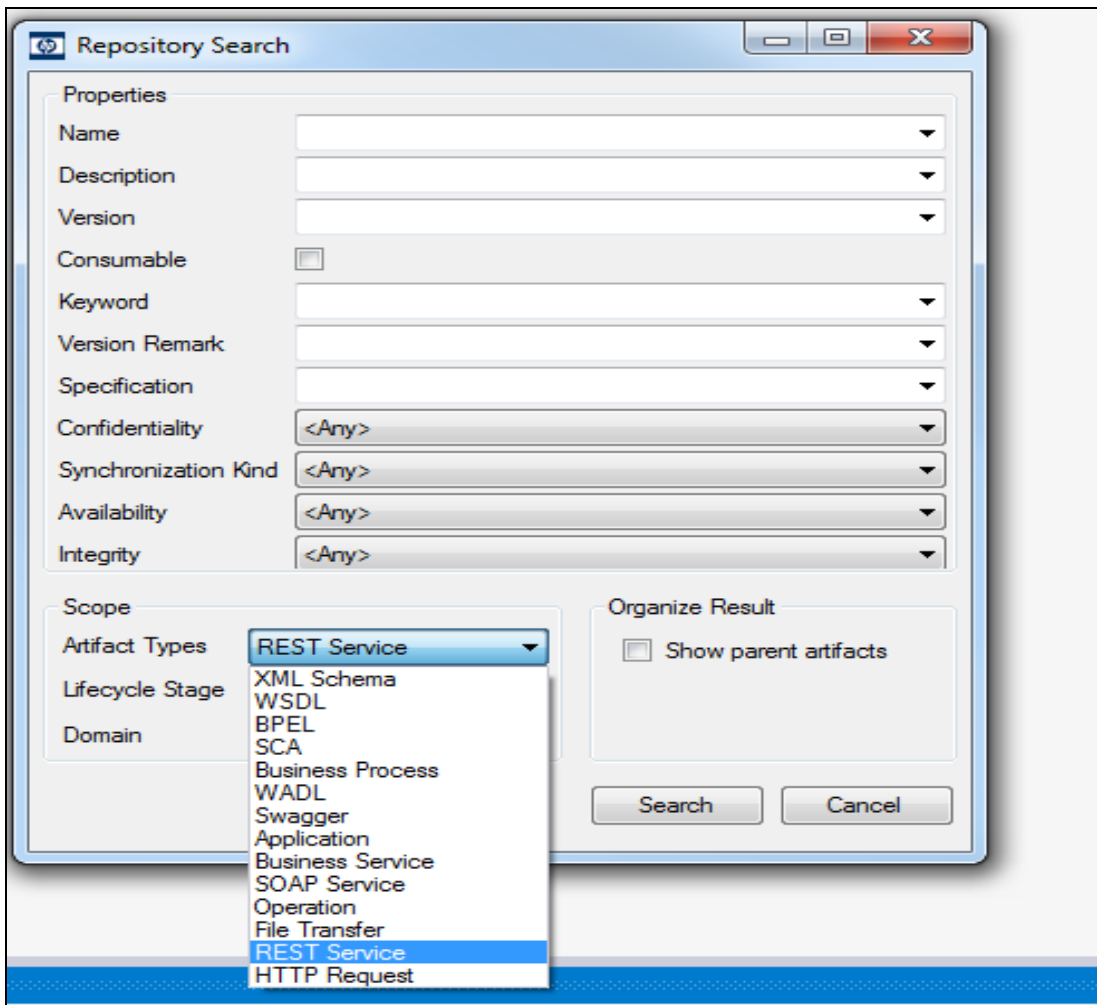 Repository Search
Properties
Name
Description
Version
Consumable
Keyword
Version Remark
Specification
Confidentiality <Any>
Synchronization Kind <Any>
Availability <Any>
Integrity <Any>
Scope
Artifact Types REST Service
Lifecycle Stage
Domain
XML Schema
WSDL
BPEL
SCA
Business Process
WADL
Swagger
Application
Business Service
SOAP Service
Operation
File Transfer
REST Service
HTTP Request
Organize Result
Show parent artifacts
Search Cancel